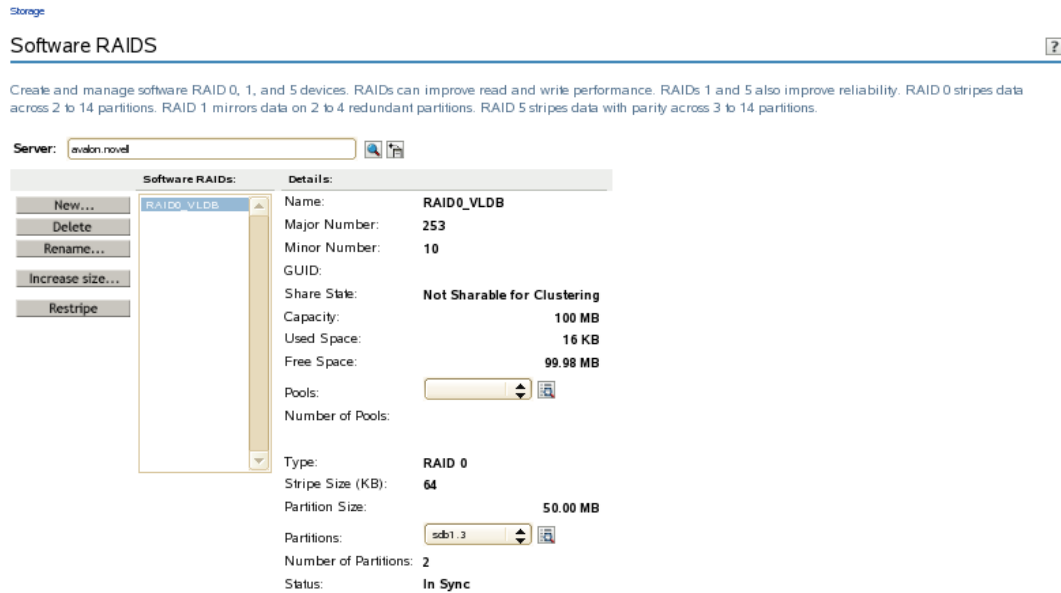 Storage
Software RAIDS
?
Create and manage software RAID 0, 1, and 5 devices. RAIDs can improve read and write performance. RAIDs 1 and 5 also improve reliability. RAID 0 stripes data
across 2 to 14 partitions. RAID 1 mirrors data on 2 to 4 redundant partitions. RAID 5 stripes data with parity across 3 to 14 partitions.
Server: avalon.novell
Software RAIDs: Details:
New... RAID0_VLDB Name: RAID0_VLDB
Delete Major Number: 253
Rename... Minor Number: 10
GUID:
Increase size... Share State: Not Sharable for Clustering
Restripe Capacity: 100 MB
Used Space: 16 KB
Free Space: 99.98 MB
Pools:
Number of Pools:
Type: RAID 0
Stripe Size (KB): 64
Partition Size: 50.00 MB
Partitions: sdb1.3
Number of Partitions: 2
Status: In Sync